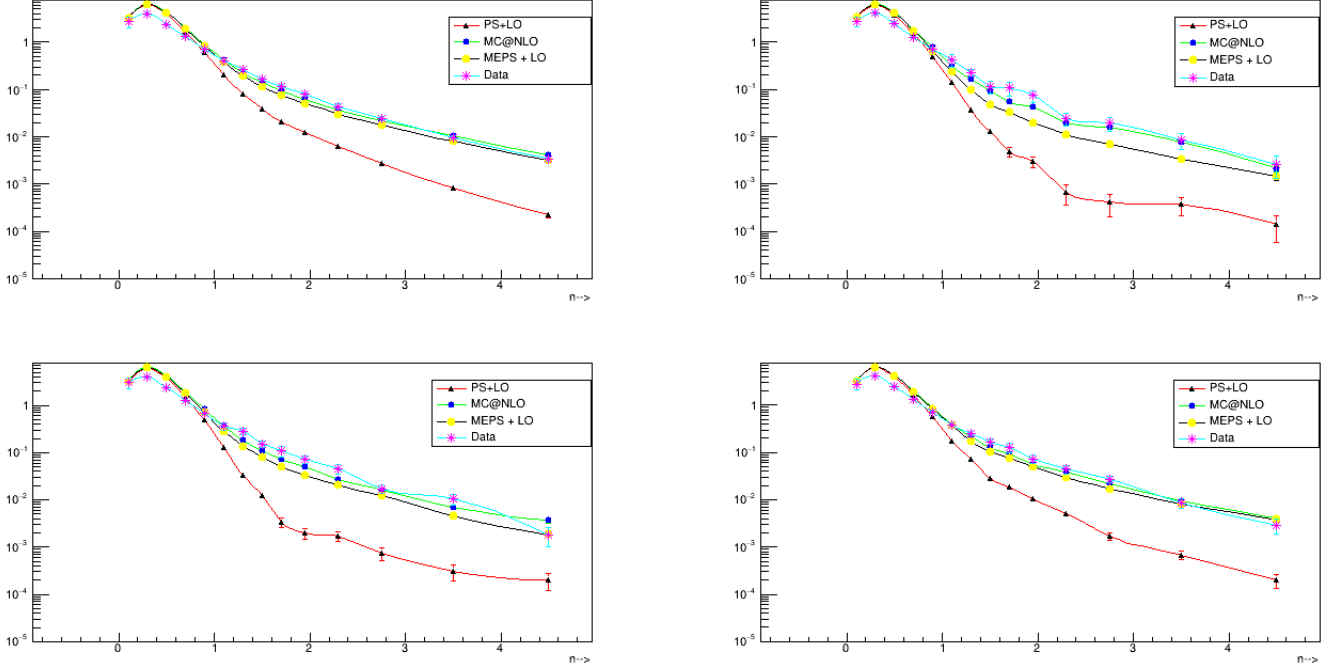 PS+LO
MC@NLO
MEPS + LO
Data
1
10⁻¹
10⁻²
10⁻³
10⁻⁴
10⁻⁵
0 1 2 3 4
n-->
PS+LO
MC@NLO
MEPS + LO
Data
1
10⁻¹
10⁻²
10⁻³
10⁻⁴
10⁻⁵
0 1 2 3 4
n-->
PS+LO
MC@NLO
MEPS + LO
Data
1
10⁻¹
10⁻²
10⁻³
10⁻⁴
10⁻⁵
0 1 2 3 4
n-->
PS+LO
MC@NLO
MEPS + LO
Data
1
10⁻¹
10⁻²
10⁻³
10⁻⁴
10⁻⁵
0 1 2 3 4
n-->